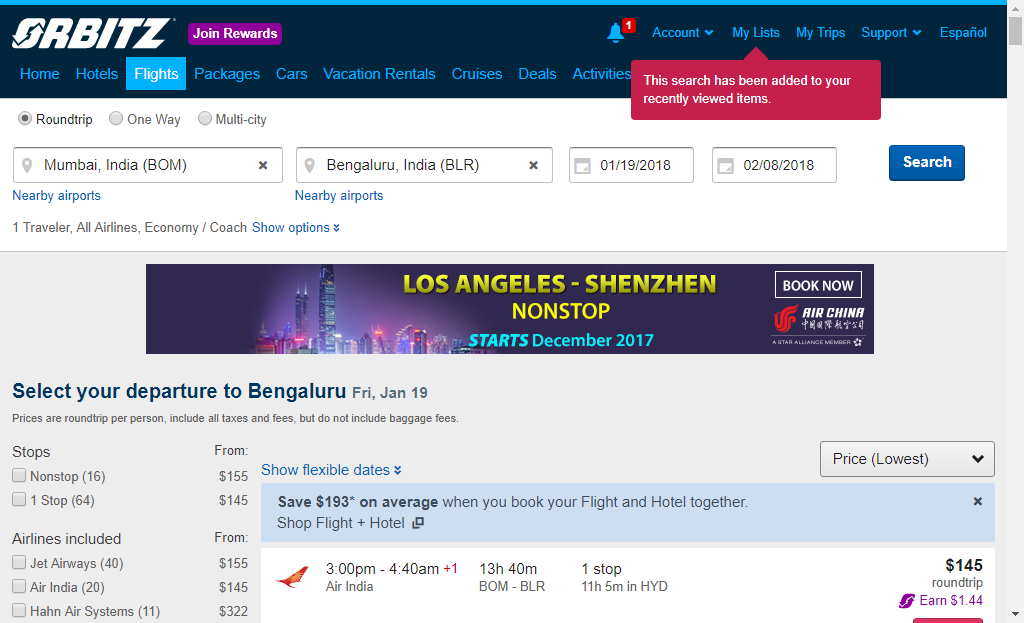 ORBITZ
Join Rewards
1
Account
My Lists
My Trips
Support
Español
Home
Hotels
Flights
Packages
Cars
Vacation Rentals
Cruises
Deals
Activities
This search has been added to your
recently viewed items.
Roundtrip
One Way
Multi-city
Mumbai, India (BOM)
Bengaluru, India (BLR)
01/19/2018
02/08/2018
Search
Nearby airports
Nearby airports
1 Traveler, All Airlines, Economy / Coach Show options
LOS ANGELES - SHENZHEN
NONSTOP
STARTS December 2017
BOOK NOW
AIR CHINA
中国国際航空公司
A STAR ALLIANCE MEMBER
Select your departure to Bengaluru Fri, Jan 19
Prices are roundtrip per person, include all taxes and fees, but do not include baggage fees.
Stops From:
Nonstop (16) $155
1 Stop (64) $145
Airlines included From:
Jet Airways (40) $155
Air India (20) $145
Hahn Air Systems (11) $322
Show flexible dates
Price (Lowest)
Save $193* on average when you book your Flight and Hotel together.
Shop Flight + Hotel
3:00pm - 4:40am +1 13h 40m 1 stop $145
Air India BOM - BLR 11h 5m in HYD roundtrip
Earn $1.44